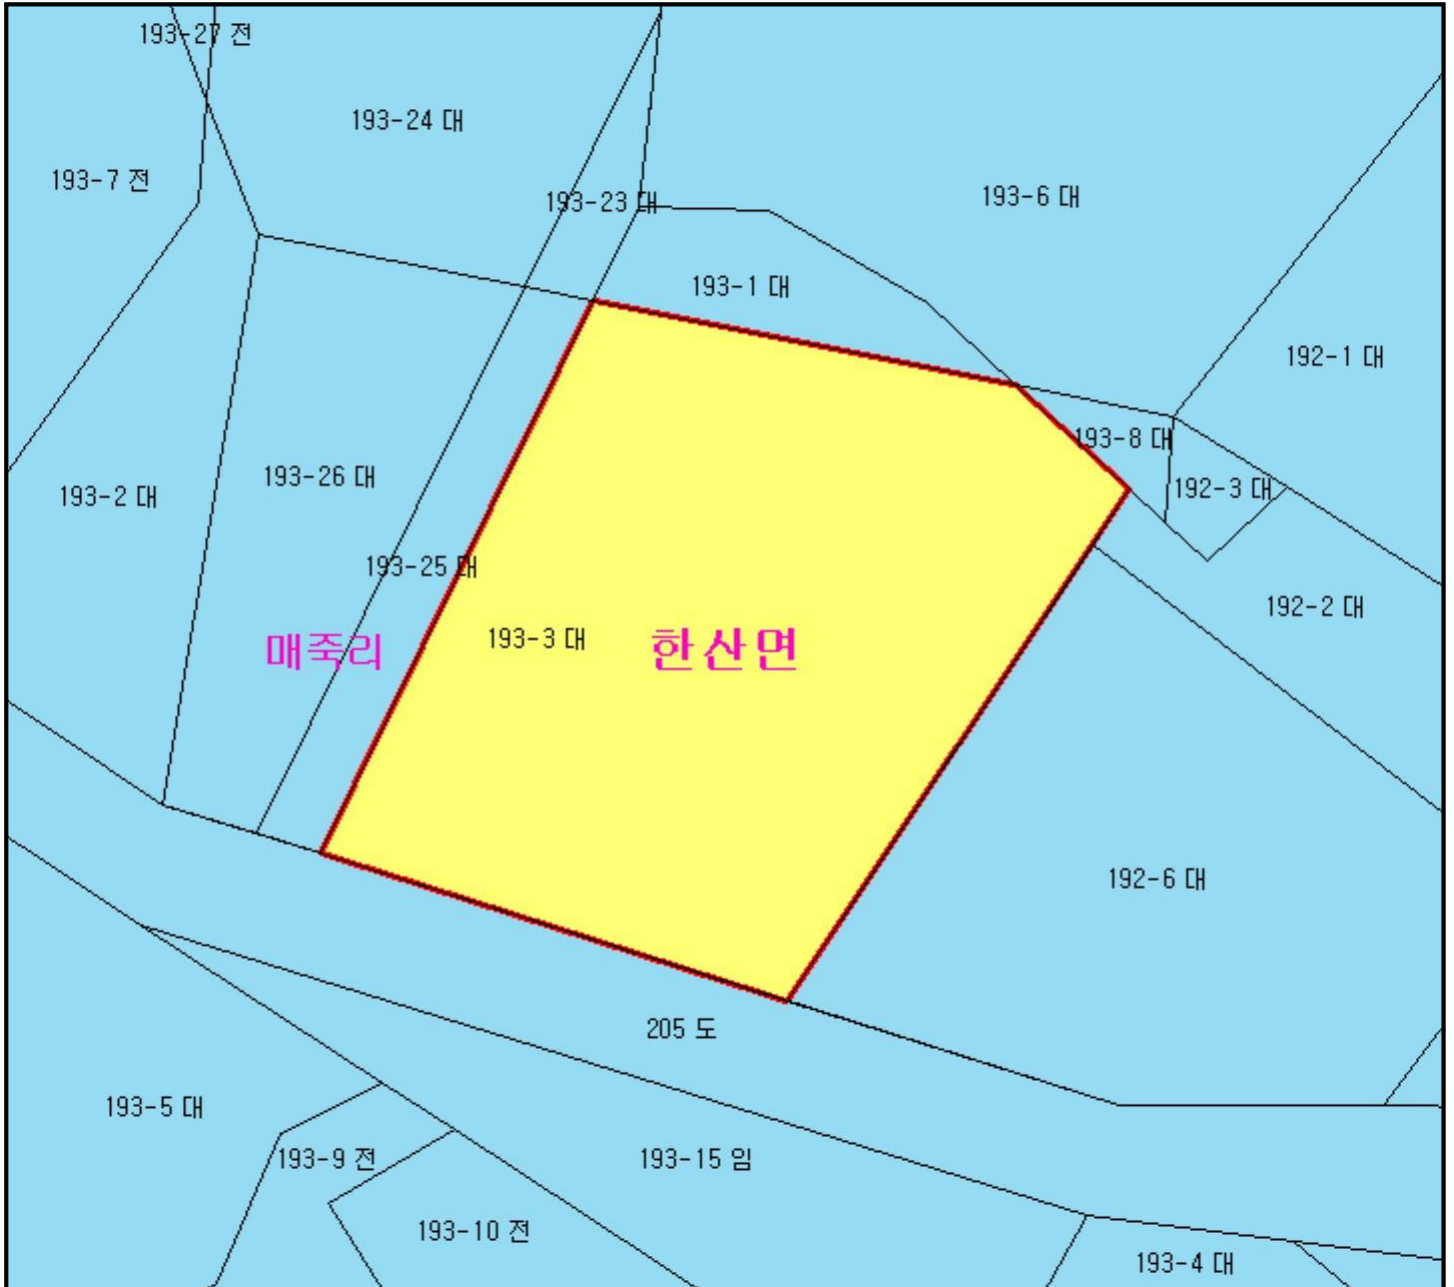 193-27 전
193-24 대
193-7 전
193-6 대
193-23 대
193-1 대
192-1 대
193-8 대
193-26 대
192-3 대
193-2 대
193-25 대
192-2 대
193-3 대
매죽리
한산면
192-6 대
205 도
193-5 대
193-9 전
193-15 임
193-10 전
193-4 대